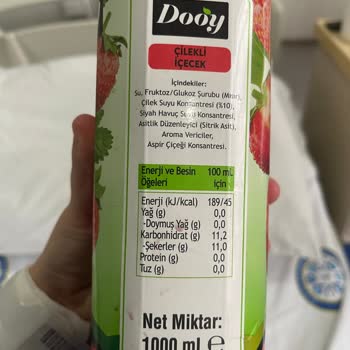 Dooy
ÇİLEKLİ
İÇECEK
İçindekiler:
Su, Fruktoz/Glukoz Şurubu (Mısır),
Çilek Suyu Konsantresi (%10),
Siyah Havuç Suyu Konsantresi,
Asitlik Düzenleyici (Sitrik Asit),
Aroma Vericiler,
Aspir Çiçeği Konsantresi.
Enerji ve Besin 100 mL
Öğeleri için
Enerji (kJ/kcal) 189/45
Yağ (g) 0,0
-Doymuş Yağ (g) 0,0
Karbonhidrat (g) 11,2
-Şekerler (g) 11,0
Protein (g) 0,0
Tuz (g) 0,0
Net Miktar:
1000 ml e